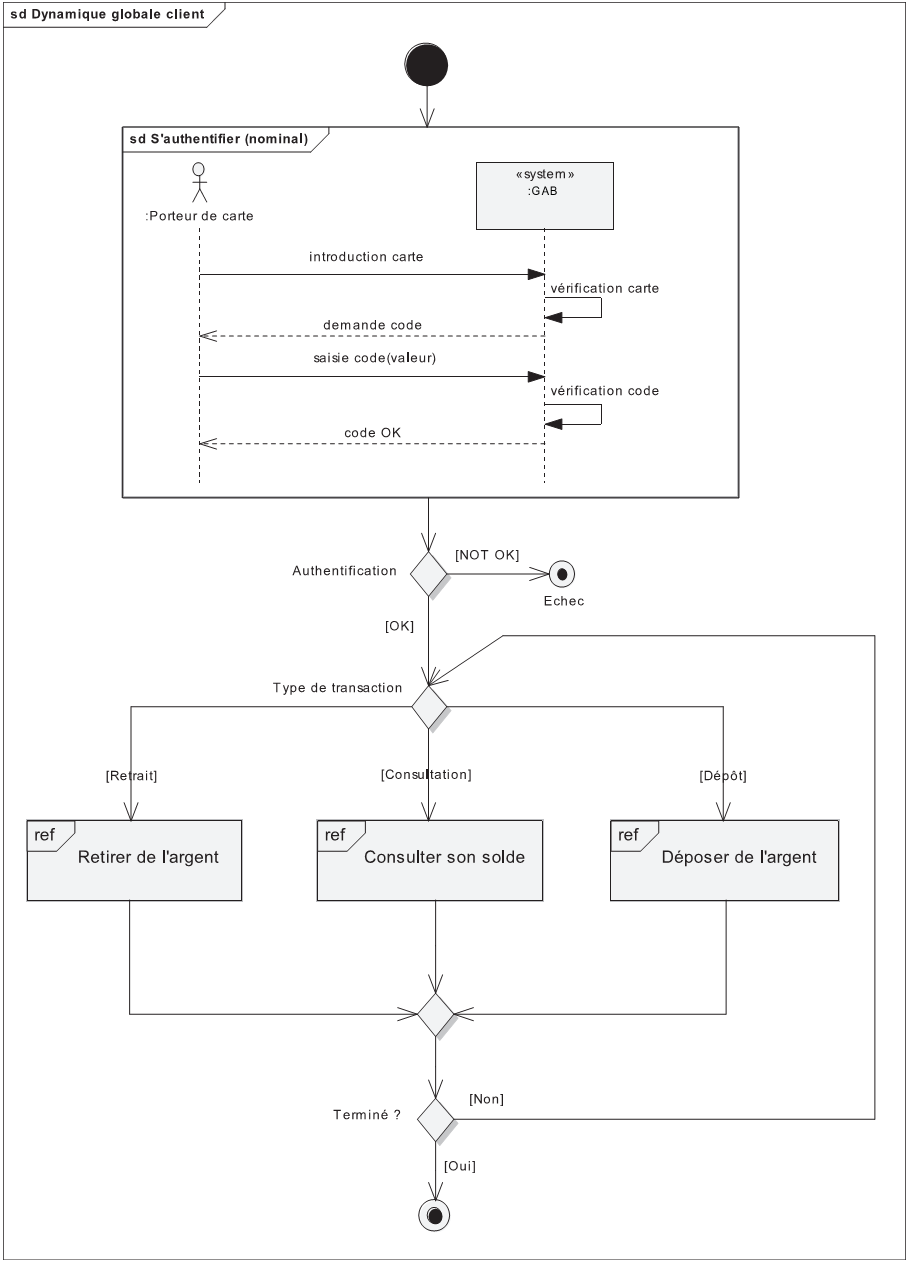 sd Dynamique globale client
sd S'authentifier (nominal)
:Porteur de carte
«system»
:GAB
introduction carte
vérification carte
demande code
saisie code(valeur)
vérification code
code OK
Authentification
[NOT OK]
Echec
[OK]
Type de transaction
[Retrait]
[Consultation]
[Dépôt]
ref
Retirer de l'argent
ref
Consulter son solde
ref
Déposer de l'argent
Terminé ?
[Non]
[Oui]